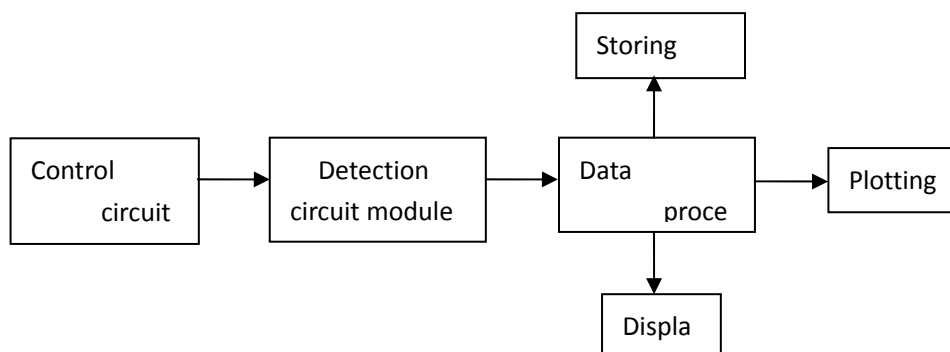 Storing
Control
circuit
Detection
circuit module
Data
proce
Plotting
Displa